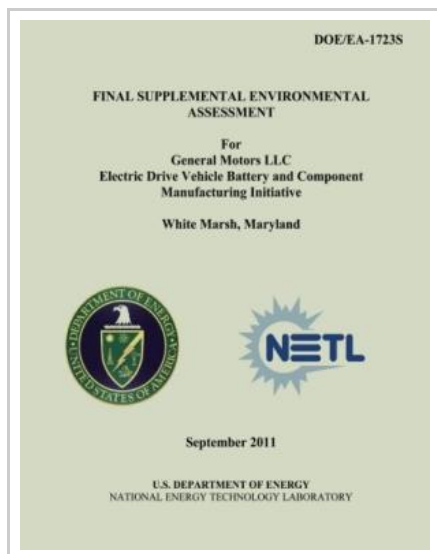 DOE/EA-1723S
FINAL SUPPLEMENTAL ENVIRONMENTAL
ASSESSMENT
For
General Motors LLC
Electric Drive Vehicle Battery and Component
Manufacturing Initiative
White Marsh, Maryland
DEPARTMENT OF ENERGY
UNITED STATES OF AMERICA
NETL
September 2011
U.S. DEPARTMENT OF ENERGY
NATIONAL ENERGY TECHNOLOGY LABORATORY